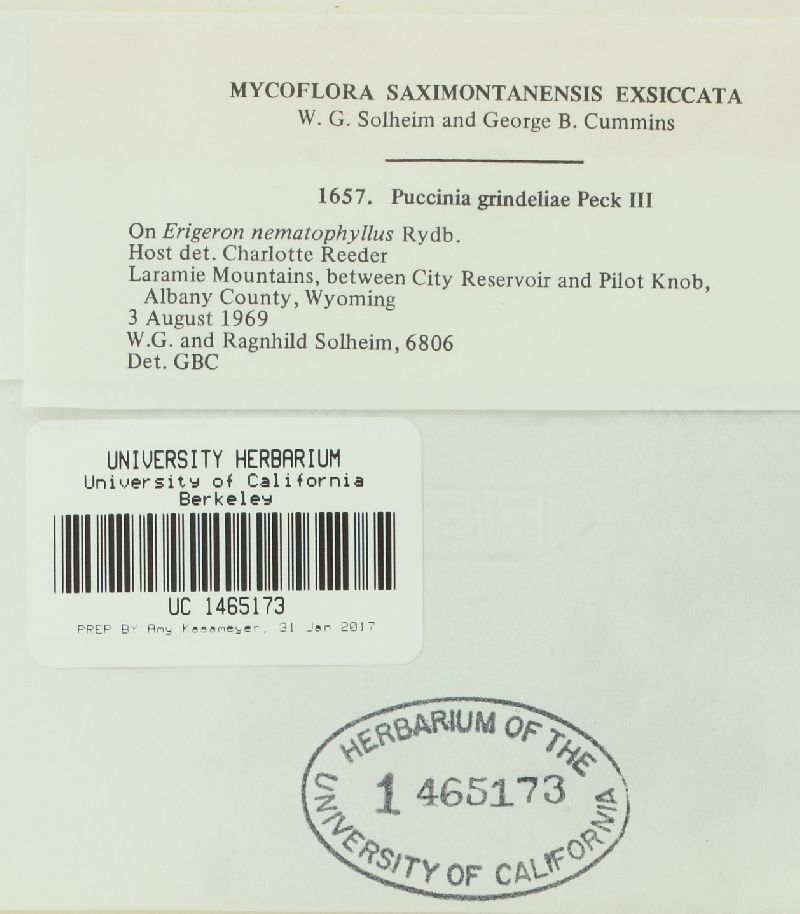 MYCOFLORA SAXIMONTANENSIS EXSICCATA
W. G. Solheim and George B. Cummins
1657. Puccinia grindeliae Peck III
On Erigeron nematophyllus Rydb.
Host det. Charlotte Reeder
Laramie Mountains, between City Reservoir and Pilot Knob,
Albany County, Wyoming
3 August 1969
W.G. and Ragnhild Solheim, 6806
Det. GBC
UNIVERSITY HERBARIUM
University of California
Berkeley
UC 1465173
PREP BY Amy Kasameyer, 31 Jan 2017
HERBARIUM OF THE
1 465173
UNIVERSITY OF CALIFORNIA